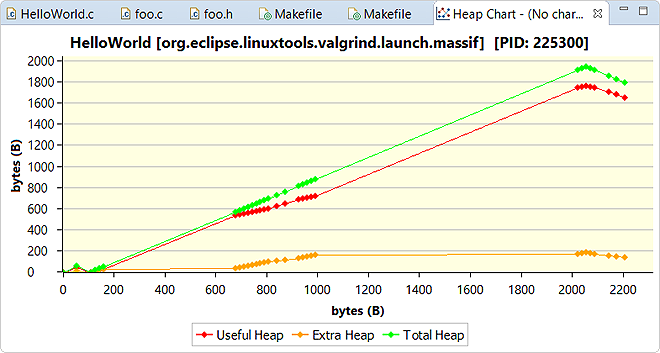 HelloWorld.c foo.c foo.h Makefile Makefile Heap Chart - (No char...
HelloWorld [org.eclipse.linuxtools.valgrind.launch.massif] [PID: 225300]
bytes (B)
2000
1800
1600
1400
1200
1000
800
600
400
200
0
0 200 400 600 800 1000 1200 1400 1600 1800 2000 2200
bytes (B)
Useful Heap Extra Heap Total Heap